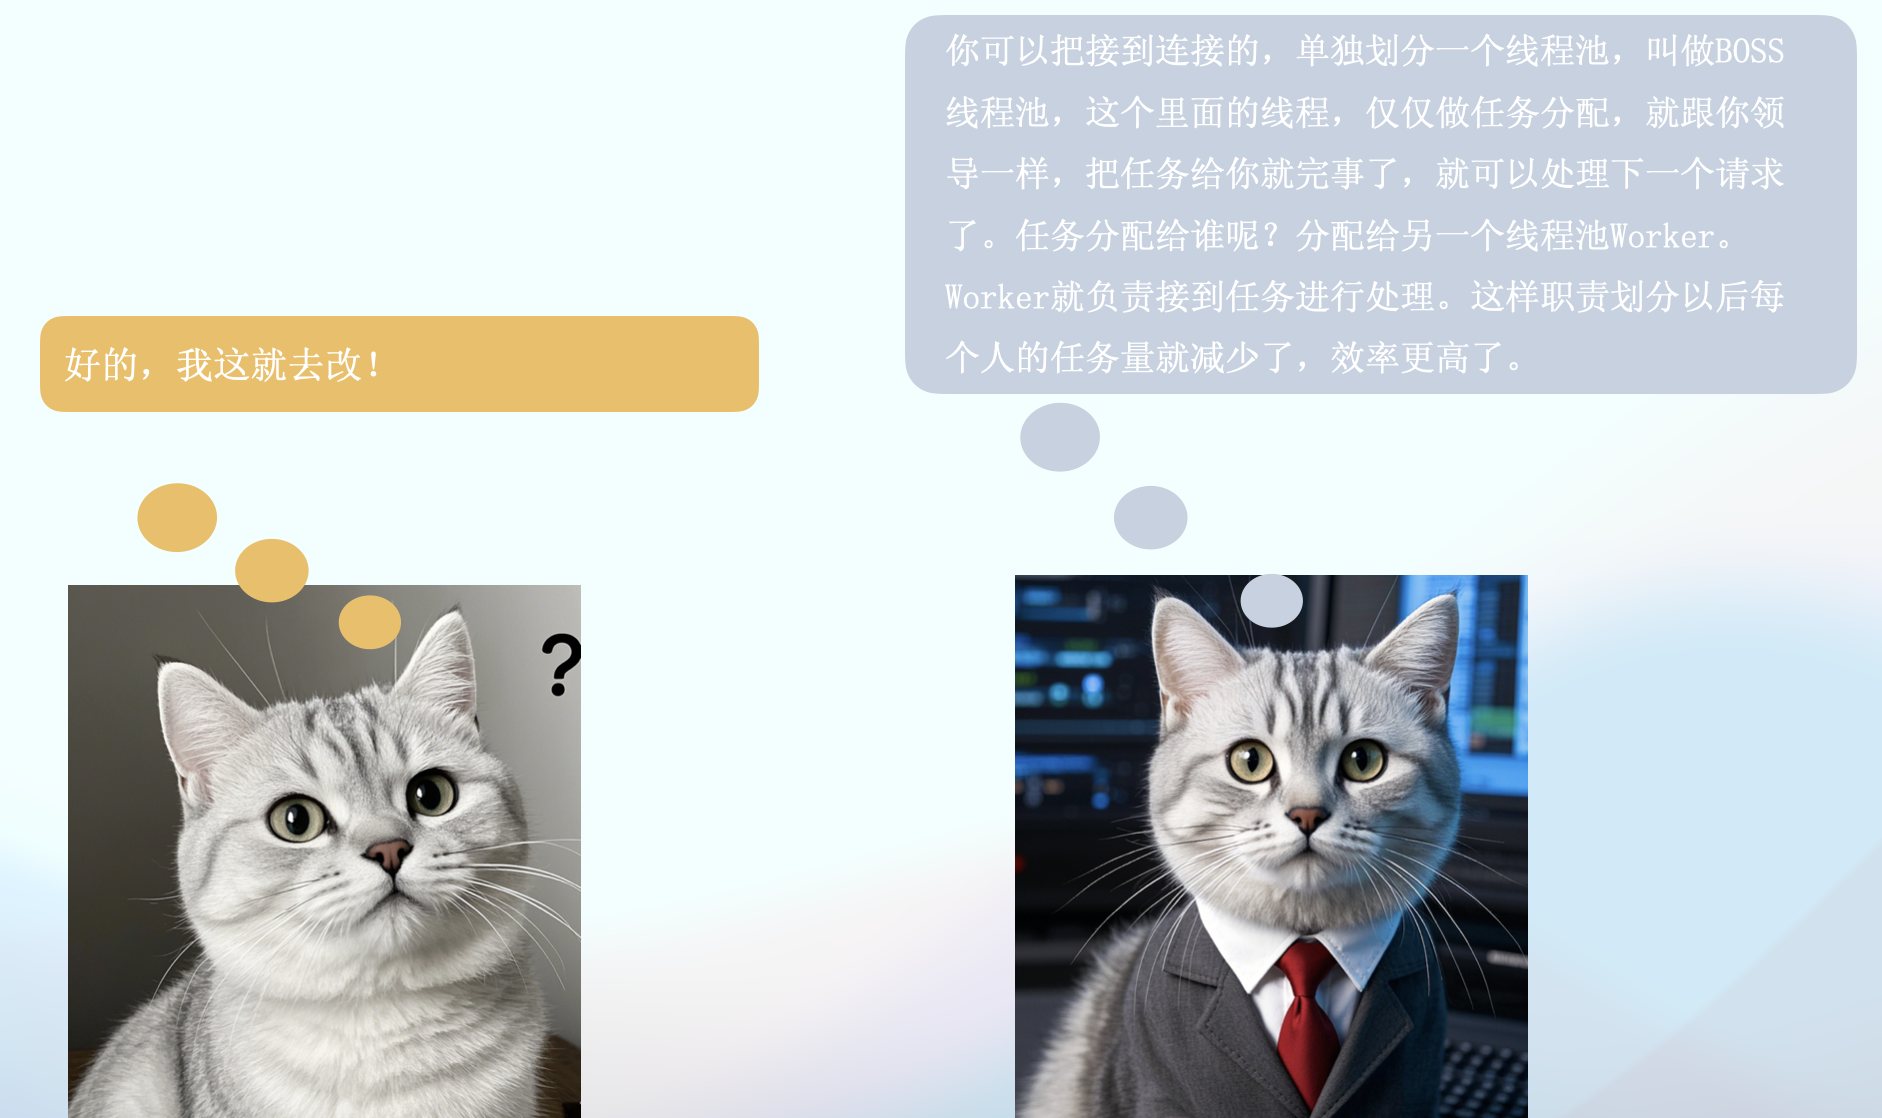 你可以把接到连接的，单独划分一个线程池，叫做BOSS
线程池，这个里面的线程，仅仅做任务分配，就跟你领
导一样，把任务给你就完事了，就可以处理下一个请求
了。任务分配给谁呢？分配给另一个线程池Worker。
Worker就负责接到任务进行处理。这样职责划分以后每
个人的任务量就减少了，效率更高了。
好的，我这就去改！
?